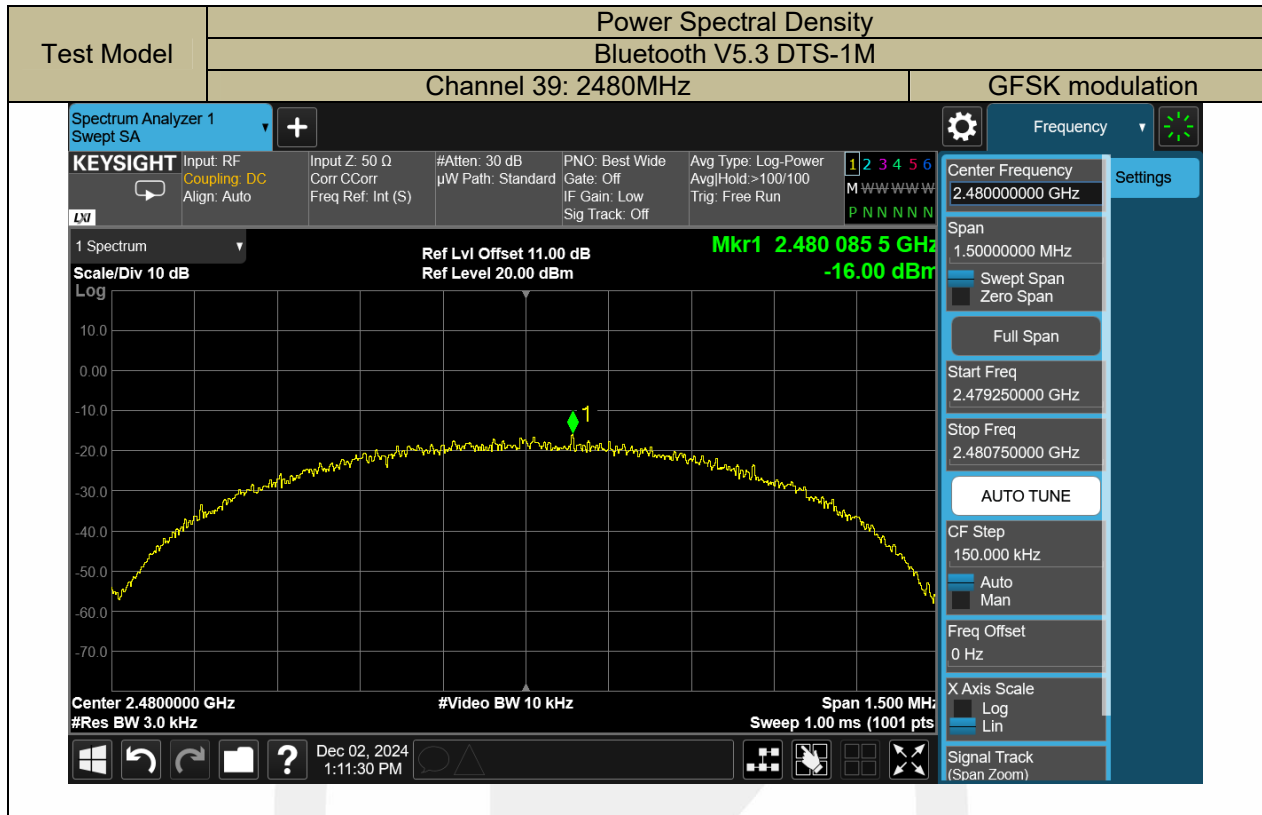 Test Model
Power Spectral Density
Bluetooth V5.3 DTS-1M
Channel 39: 2480MHz
GFSK modulation
Spectrum Analyzer 1
Swept SA
Frequency
KEYSIGHT
LXI
Input: RF
Coupling: DC
Align: Auto
Input Z: 50 Ω
Corr CCorr
Freq Ref: Int (S)
#Atten: 30 dB
µW Path: Standard
PNO: Best Wide
Gate: Off
IF Gain: Low
Sig Track: Off
Avg Type: Log-Power
Avg|Hold:>100/100
Trig: Free Run
1 2 3 4 5 6
M W W W W W
P N N N N N
1 Spectrum
Scale/Div 10 dB
Log
Ref Lvl Offset 11.00 dB
Ref Level 20.00 dBm
Mkr1 2.480 085 5 GHz
-16.00 dBm
10.0
0.00
-10.0
-20.0
-30.0
-40.0
-50.0
-60.0
-70.0
1
Center 2.4800000 GHz
#Res BW 3.0 kHz
#Video BW 10 kHz
Span 1.500 MHz
Sweep 1.00 ms (1001 pts
Dec 02, 2024
1:11:30 PM
?
Center Frequency
2.480000000 GHz
Settings
Span
1.50000000 MHz
Swept Span
Zero Span
Full Span
Start Freq
2.479250000 GHz
Stop Freq
2.480750000 GHz
AUTO TUNE
CF Step
150.000 kHz
Auto
Man
Freq Offset
0 Hz
X Axis Scale
Log
Lin
Signal Track
(Span Zoom)